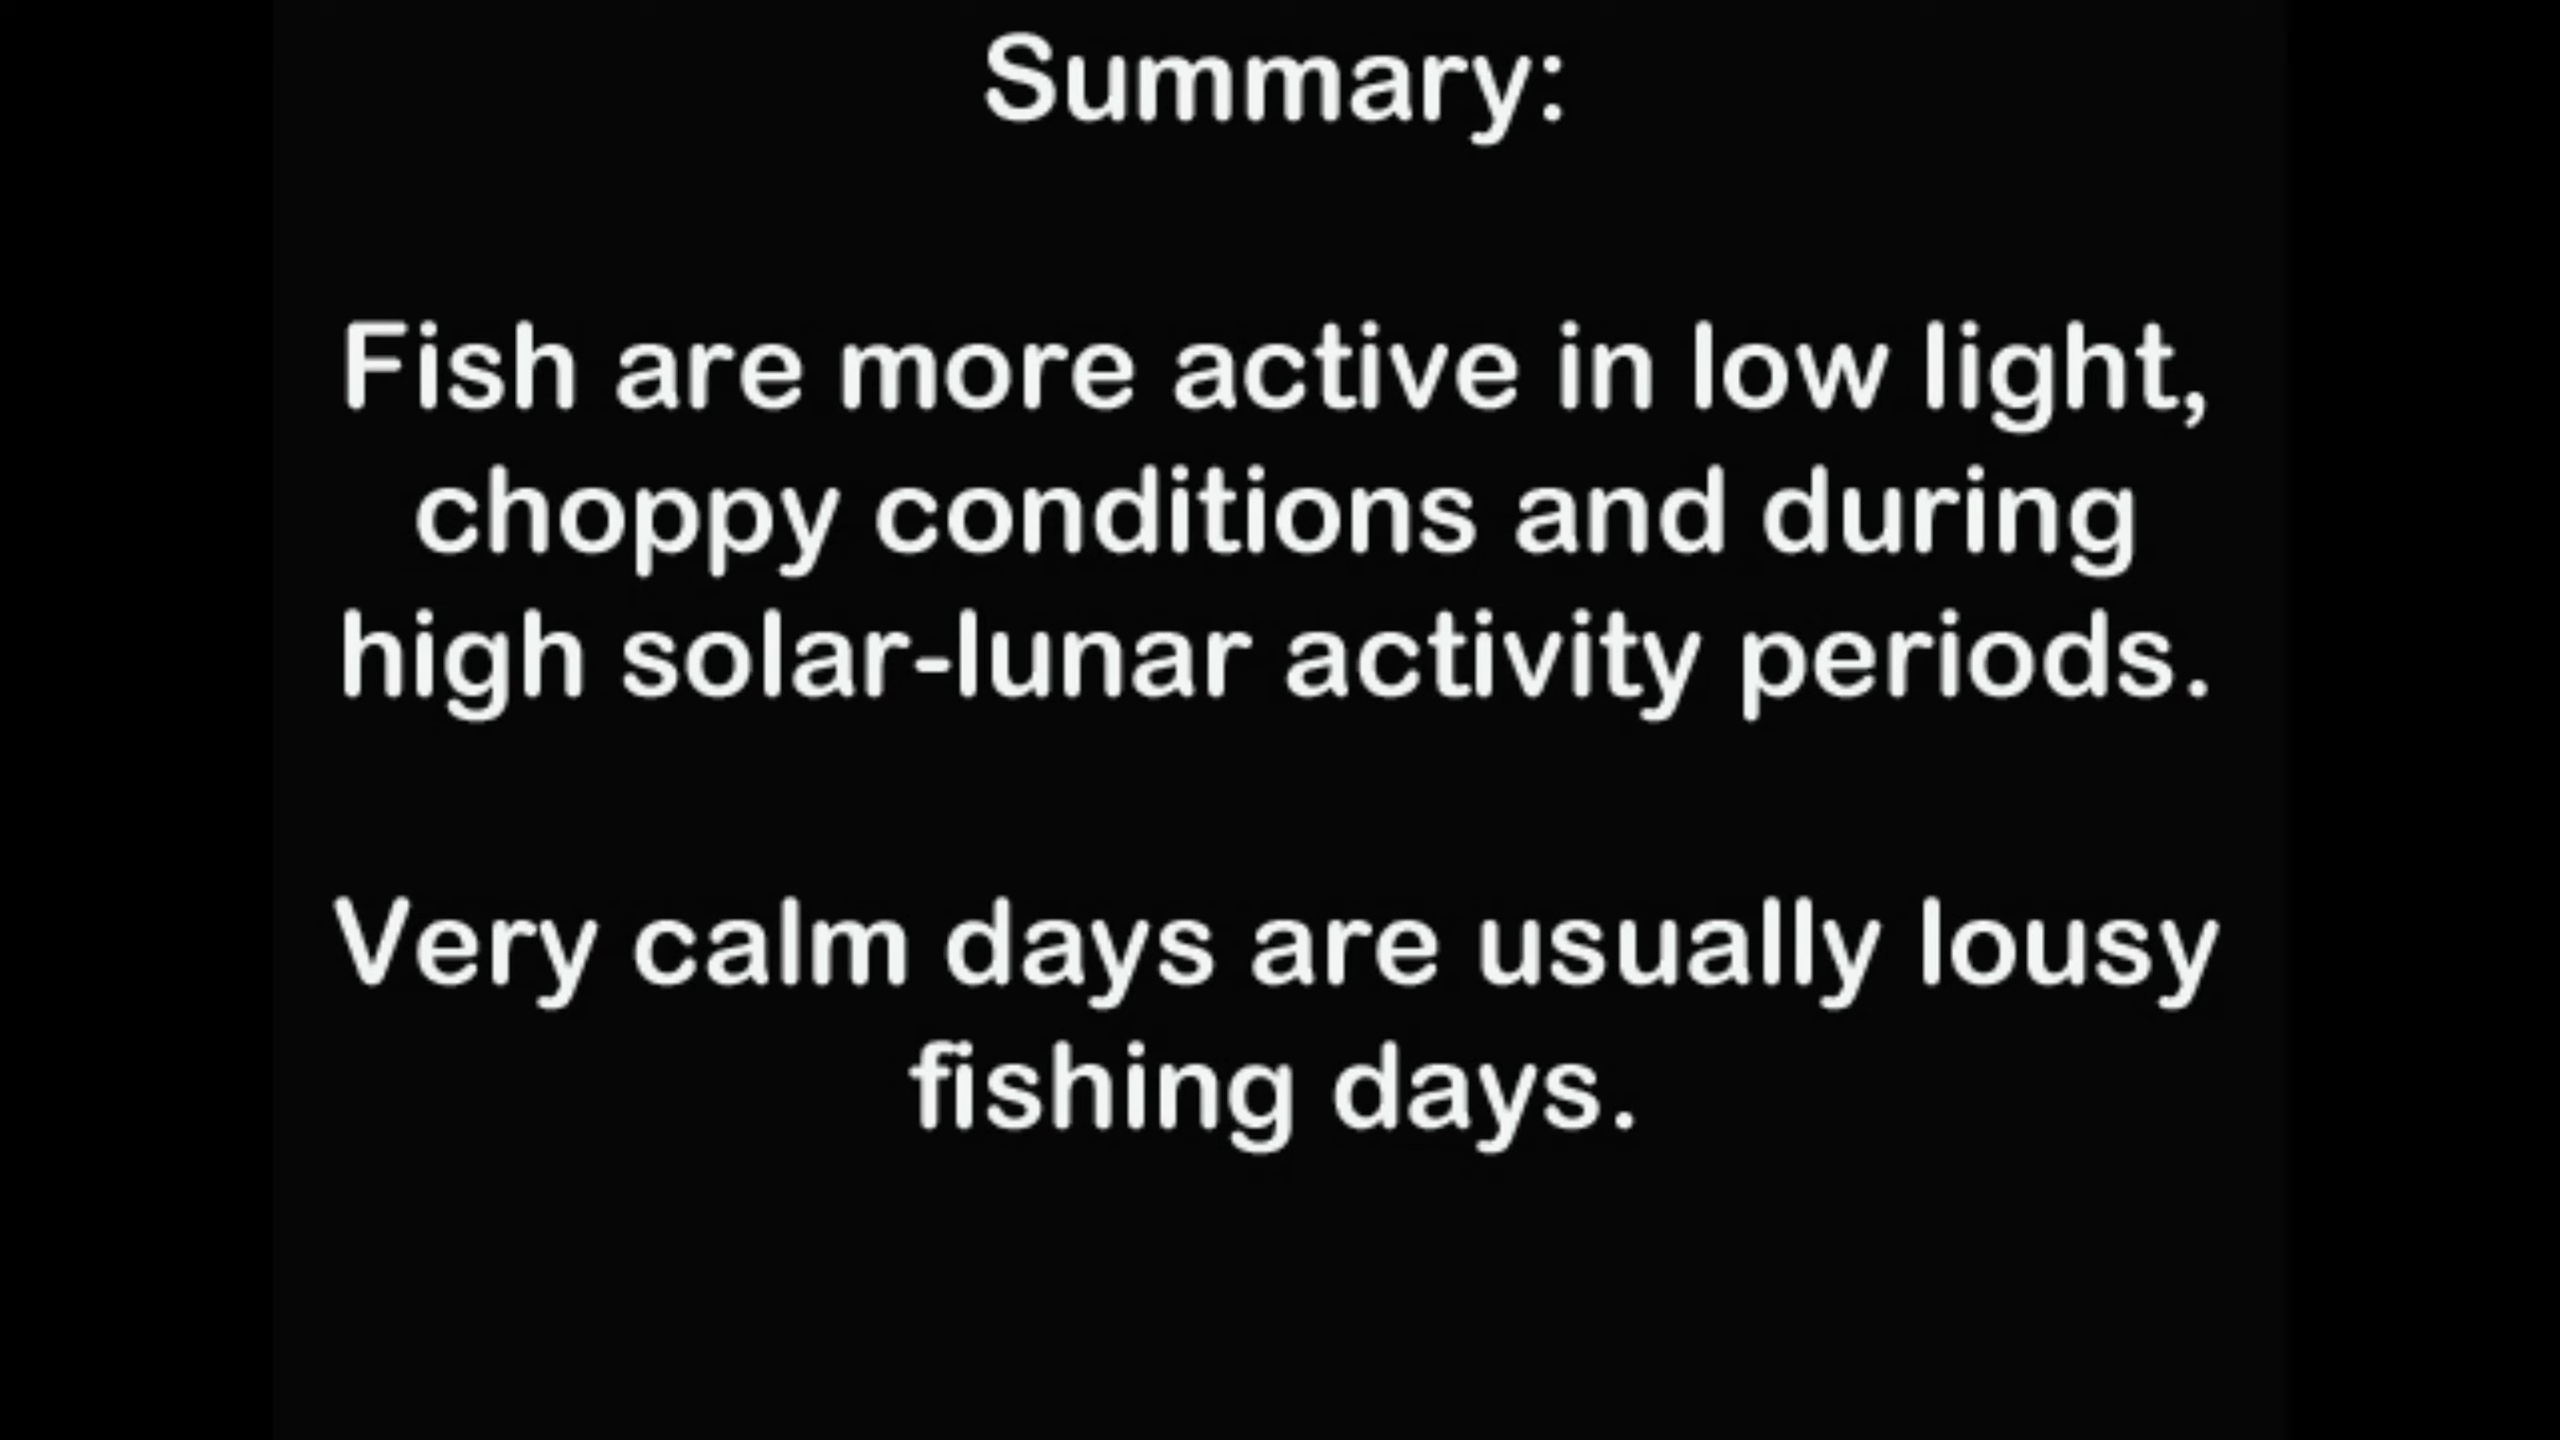 Summary:
Fish are more active in low light,
choppy conditions and during
high solar-lunar activity periods.
Very calm days are usually lousy
fishing days.